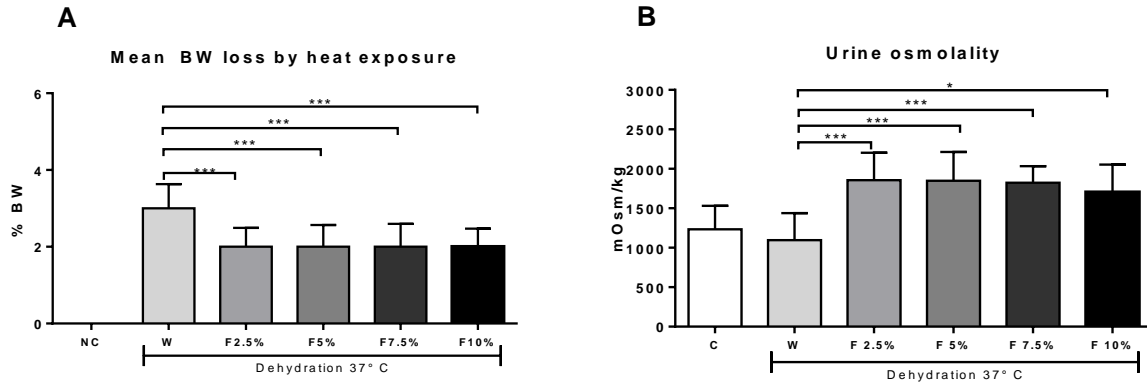 A
Mean BW loss by heat exposure
6
4
2
0
% BW
***
***
***
***
NC W F2.5% F5% F7.5% F10%
Dehydration 37° C
B
Urine osmolality
3000
2500
2000
1500
1000
500
0
mOsm/kg
*
***
***
***
C W F 2.5% F 5% F 7.5% F 10%
Dehydration 37° C